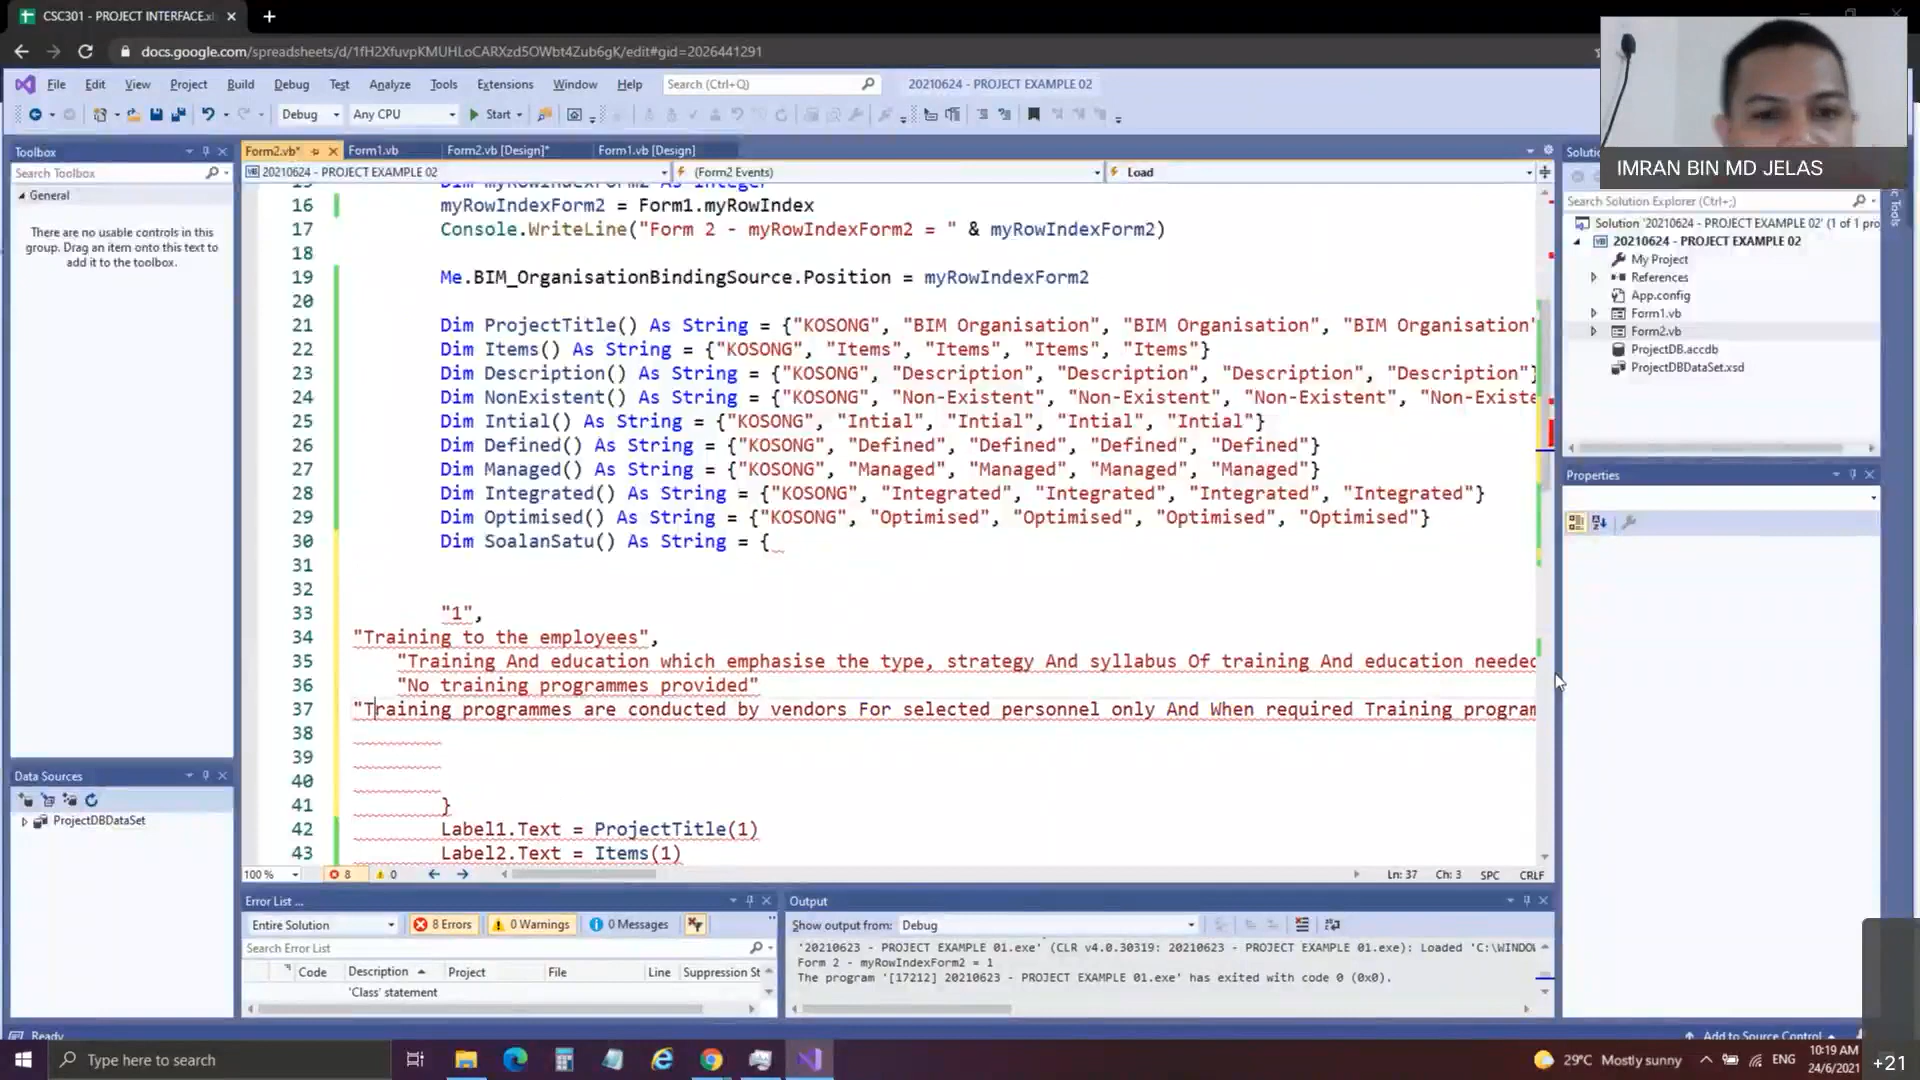 CSC301 - PROJECT INTERFACE.xl
docs.google.com/spreadsheets/d/1fH2XfuvpKMUHLoCARXzd5OWbt4Zub6gK/edit#gid=2026441291
File Edit View Project Build Debug Test Analyze Tools Extensions Window Help Search (Ctrl+Q) 20210624 - PROJECT EXAMPLE 02
Debug Any CPU Start
IMRAN BIN MD JELAS
Toolbox
Search Toolbox
General
There are no usable controls in this
group. Drag an item onto this text to
add it to the toolbox.
Data Sources
ProjectDBDataSet
Form2.vb* Form1.vb Form2.vb [Design]* Form1.vb [Design]
20210624 - PROJECT EXAMPLE 02 (Form2 Events) Load
15 Dim myRowIndexForm2 As Integer
16 myRowIndexForm2 = Form1.myRowIndex
17 Console.WriteLine("Form 2 - myRowIndexForm2 = " & myRowIndexForm2)
18
19 Me.BIM_OrganisationBindingSource.Position = myRowIndexForm2
20
21 Dim ProjectTitle() As String = {"KOSONG", "BIM Organisation", "BIM Organisation", "BIM Organisation"
22 Dim Items() As String = {"KOSONG", "Items", "Items", "Items", "Items"}
23 Dim Description() As String = {"KOSONG", "Description", "Description", "Description", "Description"}
24 Dim NonExistent() As String = {"KOSONG", "Non-Existent", "Non-Existent", "Non-Existent", "Non-Existe
25 Dim Intial() As String = {"KOSONG", "Intial", "Intial", "Intial", "Intial"}
26 Dim Defined() As String = {"KOSONG", "Defined", "Defined", "Defined", "Defined"}
27 Dim Managed() As String = {"KOSONG", "Managed", "Managed", "Managed", "Managed"}
28 Dim Integrated() As String = {"KOSONG", "Integrated", "Integrated", "Integrated", "Integrated"}
29 Dim Optimised() As String = {"KOSONG", "Optimised", "Optimised", "Optimised", "Optimised"}
30 Dim SoalanSatu() As String = {
31
32
33 "1",
34 "Training to the employees",
35 "Training And education which emphasise the type, strategy And syllabus Of training And education needed
36 "No training programmes provided"
37 "Training programmes are conducted by vendors For selected personnel only And When required Training program
38
39
40
41 }
42 Label1.Text = ProjectTitle(1)
43 Label2.Text = Items(1)
100 % 8 0 Ln: 37 Ch: 3 SPC CRLF
Error List ...
Entire Solution 8 Errors 0 Warnings 0 Messages
Search Error List
Code Description Project File Line Suppression St
'Class' statement
Output
Show output from: Debug
'20210623 - PROJECT EXAMPLE 01.exe' (CLR v4.0.30319: 20210623 - PROJECT EXAMPLE 01.exe): Loaded 'C:\WINDOW
Form 2 - myRowIndexForm2 = 1
The program '[17212] 20210623 - PROJECT EXAMPLE 01.exe' has exited with code 0 (0x0).
Solutio
Search Solution Explorer (Ctrl+;)
Solution '20210624 - PROJECT EXAMPLE 02' (1 of 1 pro
20210624 - PROJECT EXAMPLE 02
My Project
References
App.config
Form1.vb
Form2.vb
ProjectDB.accdb
ProjectDBDataSet.xsd
Properties
Ready
Add to Source Control
Type here to search
29°C Mostly sunny
ENG
10:19 AM
24/6/2021
+21